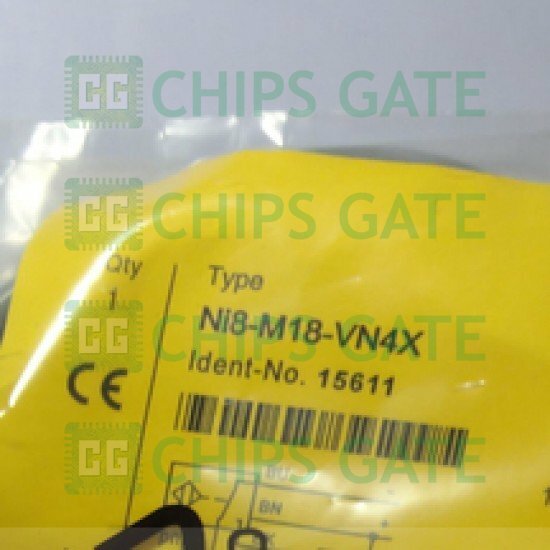 CG CHIPS GATE
CG CHIPS GATE
Qty
1
Type
Ni8-M18-VN4X
Ident-No. 15611
CE
CG CHIPS GATE
CG CHIPS GATE
BU
BN